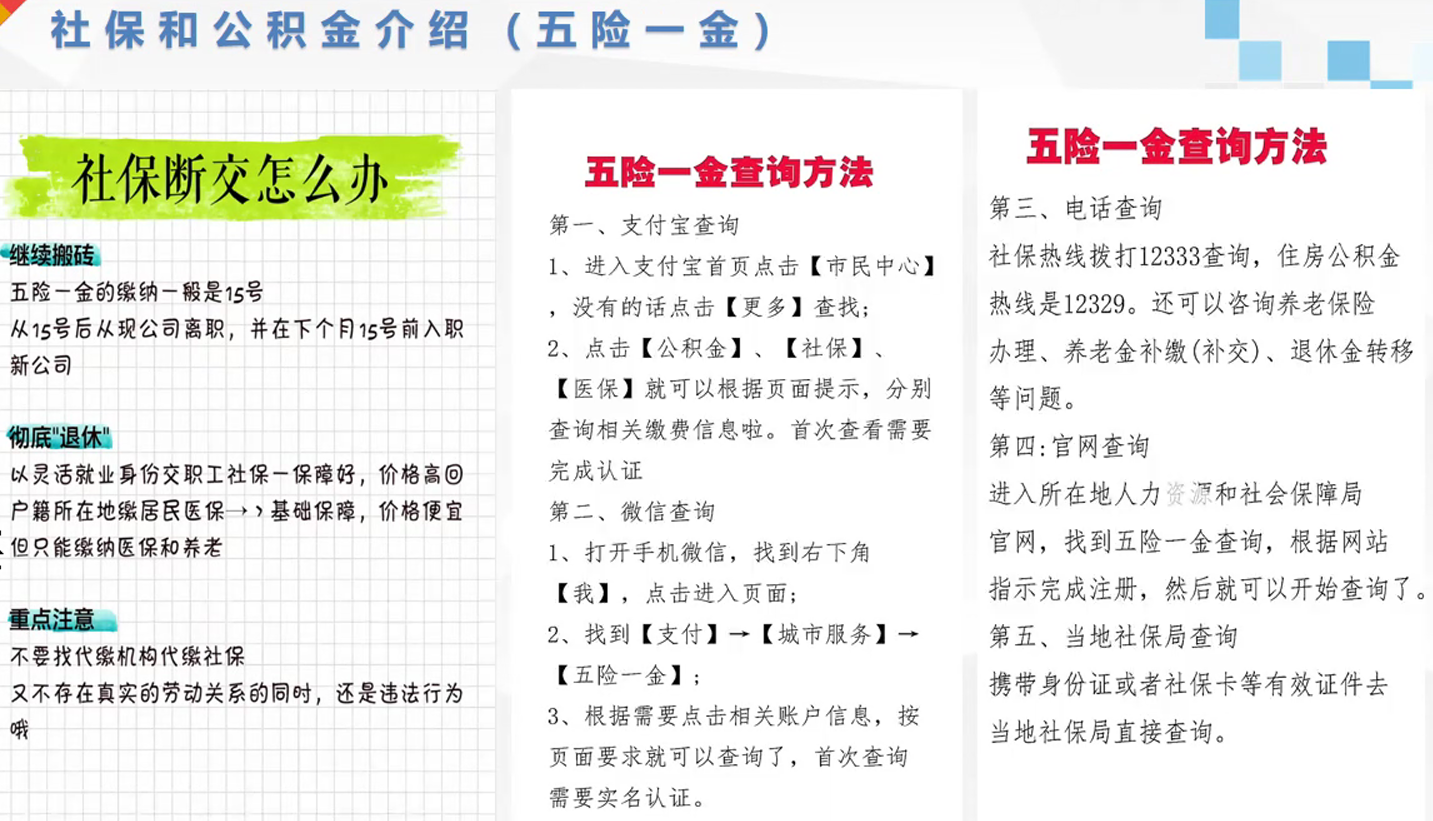 社保和公积金介绍（五险一金）
社保断交怎么办
继续搬砖
五险一金的缴纳一般是15号
从15号后从现公司离职，并在下个月15号前入职
新公司
彻底"退休"
以灵活就业身份交职工社保一保障好，价格高回
户籍所在地缴居民医保→丶基础保障，价格便宜
但只能缴纳医保和养老
重点注意
不要找代缴机构代缴社保
又不存在真实的劳动关系的同时，还是违法行为
哦
五险一金查询方法
第一、支付宝查询
1、进入支付宝首页点击【市民中心】
，没有的话点击【更多】查找；
2、点击【公积金】、【社保】、
【医保】就可以根据页面提示，分别
查询相关缴费信息啦。首次查看需要
完成认证
第二、微信查询
1、打开手机微信，找到右下角
【我】，点击进入页面；
2、找到【支付】→【城市服务】→
【五险一金】；
3、根据需要点击相关账户信息，按
页面要求就可以查询了，首次查询
需要实名认证。
五险一金查询方法
第三、电话查询
社保热线拨打12333查询，住房公积金
热线是12329。还可以咨询养老保险
办理、养老金补缴(补交)、退休金转移
等问题。
第四:官网查询
进入所在地人力资源和社会保障局
官网，找到五险一金查询，根据网站
指示完成注册，然后就可以开始查询了。
第五、当地社保局查询
携带身份证或者社保卡等有效证件去
当地社保局直接查询。